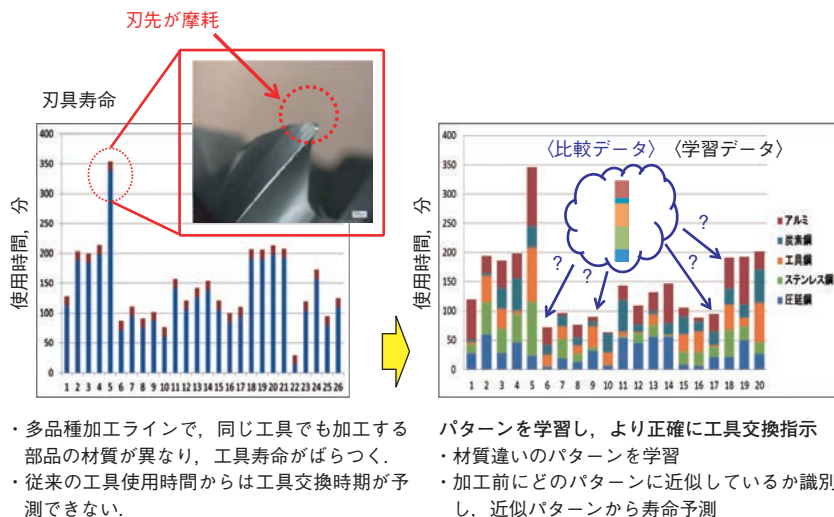 刃先が摩耗
刃具寿命
使用時間，分
400
350
300
250
200
150
100
50
0
1 2 3 4 5 6 7 8 9 10 11 12 13 14 15 16 17 18 19 20 21 22 23 24 25 26
・多品種加工ラインで，同じ工具でも加工する
部品の材質が異なり，工具寿命がばらつく．
・従来の工具使用時間からは工具交換時期が予
測できない．
使用時間，分
400
350
300
250
200
150
100
50
0
〈比較データ〉 〈学習データ〉
?
?
?
?
アルミ
炭素鋼
工具鋼
ステンレス鋼
圧延鋼
1 2 3 4 5 6 7 8 9 10 11 12 13 14 15 16 17 18 19 20
パターンを学習し，より正確に工具交換指示
・材質違いのパターンを学習
・加工前にどのパターンに近似しているか識別
し，近似パターンから寿命予測